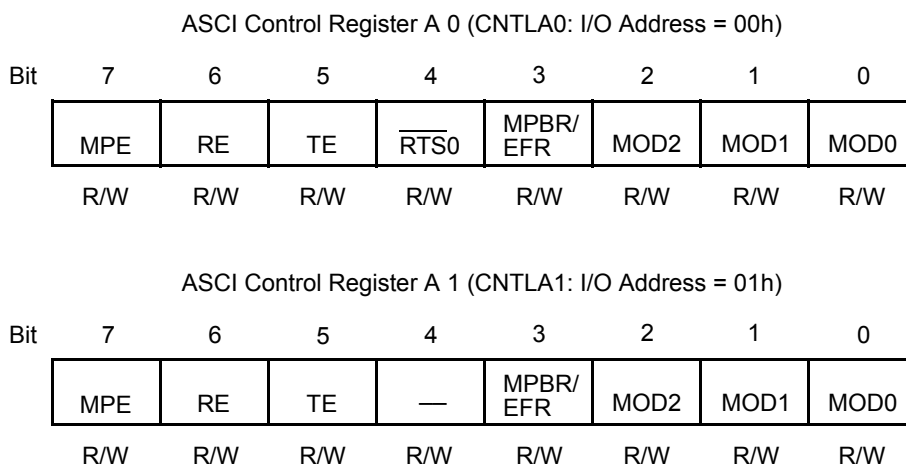 ASCI Control Register A 0 (CNTLA0: I/O Address = 00h)
Bit 7 6 5 4 3 2 1 0
MPE RE TE R̅T̅S̅0 MPBR/ EFR MOD2 MOD1 MOD0
R/W R/W R/W R/W R/W R/W R/W R/W
ASCI Control Register A 1 (CNTLA1: I/O Address = 01h)
Bit 7 6 5 4 3 2 1 0
MPE RE TE — MPBR/ EFR MOD2 MOD1 MOD0
R/W R/W R/W R/W R/W R/W R/W R/W